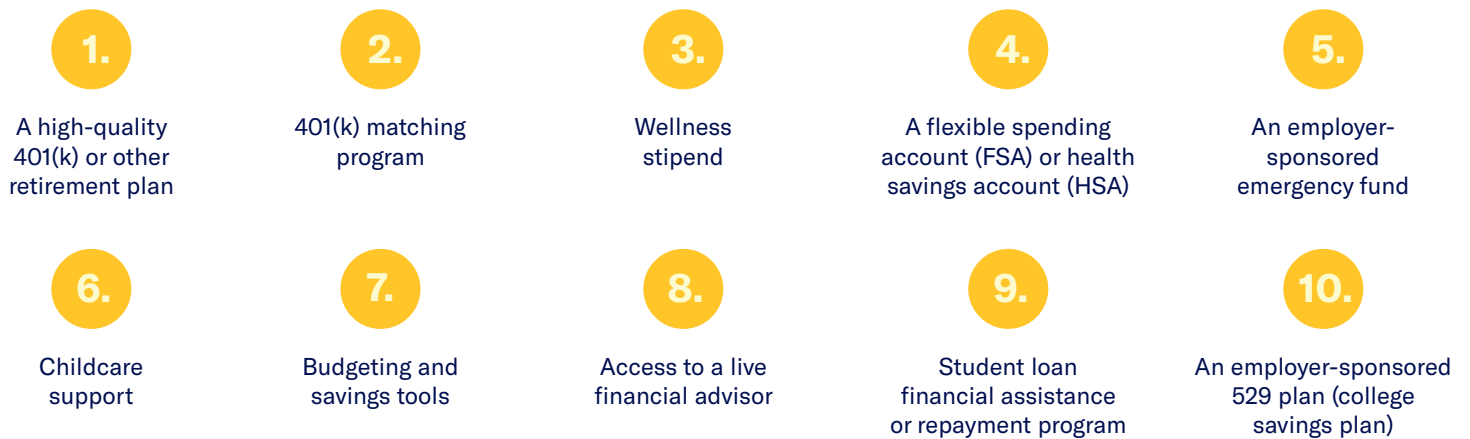 1.
A high-quality
401(k) or other
retirement plan
2.
401(k) matching
program
3.
Wellness
stipend
4.
A flexible spending
account (FSA) or health
savings account (HSA)
5.
An employer-
sponsored
emergency fund
6.
Childcare
support
7.
Budgeting and
savings tools
8.
Access to a live
financial advisor
9.
Student loan
financial assistance
or repayment program
10.
An employer-sponsored
529 plan (college
savings plan)